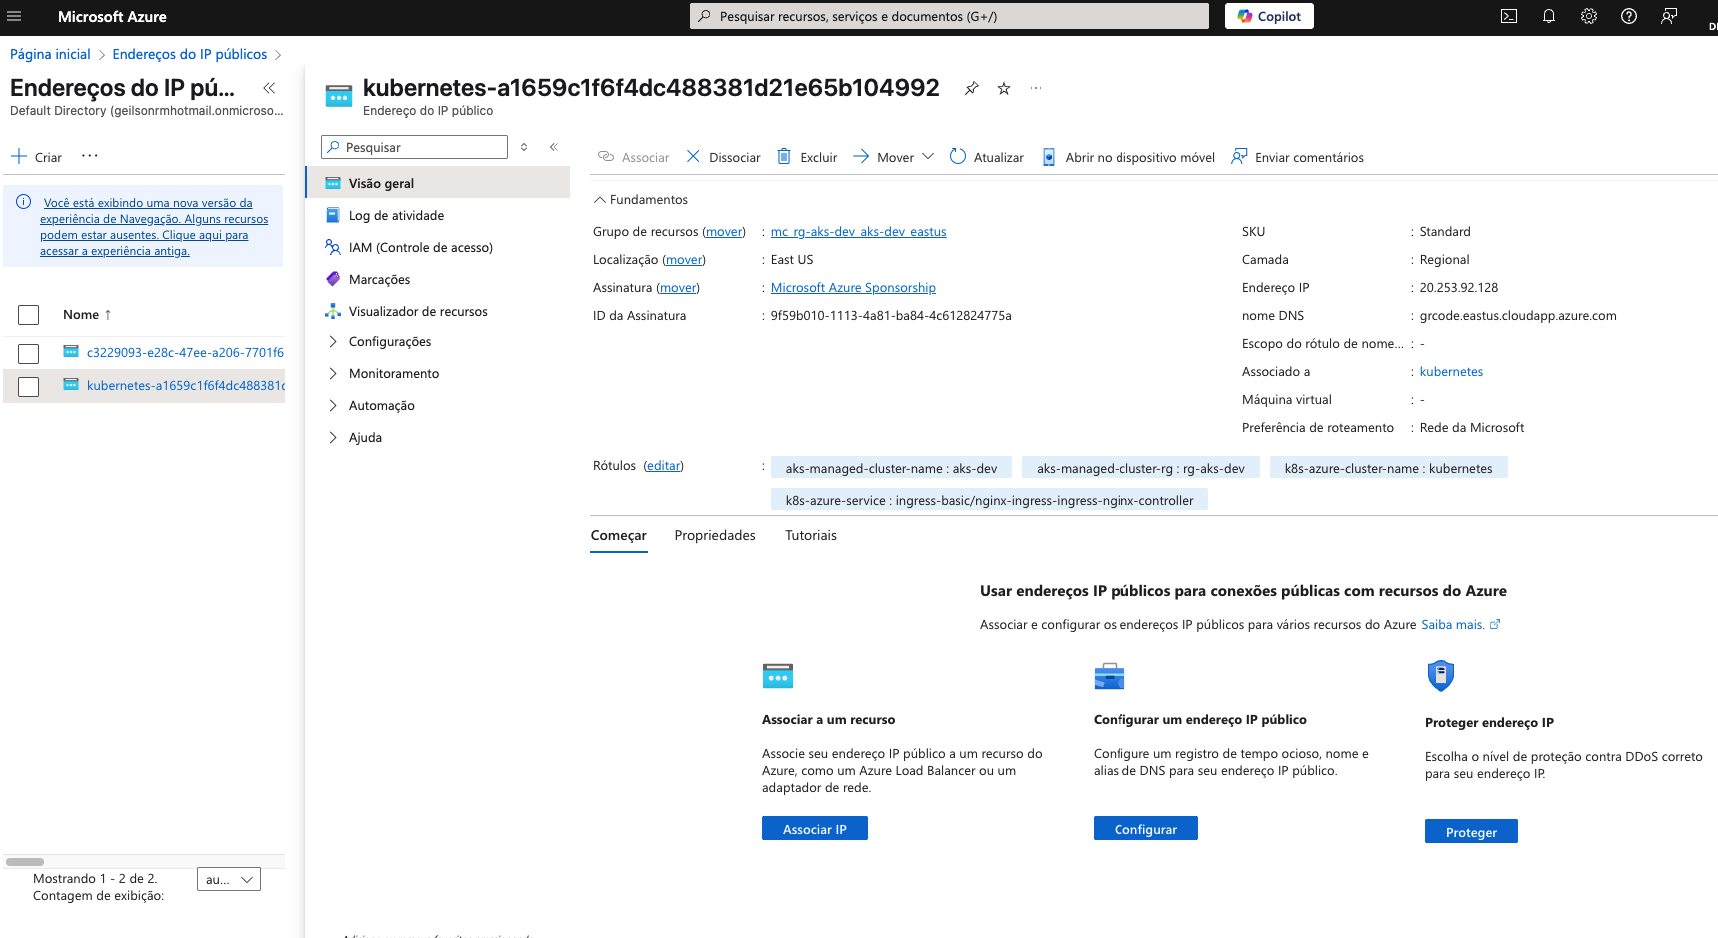 Microsoft Azure
Pesquisar recursos, serviços e documentos (G+/)
Copilot
Página inicial > Endereços do IP públicos >
Endereços do IP pú...
Default Directory (geilsonrmhotmail.onmicroso...
Criar
Você está exibindo uma nova versão da
experiência de Navegação. Alguns recursos
podem estar ausentes. Clique aqui para
acessar a experiência antiga.
Nome ↑
c3229093-e28c-47ee-a206-7701f6
kubernetes-a1659c1f6f4dc488381d
Mostrando 1 - 2 de 2.
Contagem de exibição:
au...
kubernetes-a1659c1f6f4dc488381d21e65b104992
Endereço do IP público
Pesquisar
Visão geral
Log de atividade
IAM (Controle de acesso)
Marcações
Visualizador de recursos
Configurações
Monitoramento
Automação
Ajuda
Associar
Dissociar
Excluir
Mover
Atualizar
Abrir no dispositivo móvel
Enviar comentários
Fundamentos
Grupo de recursos (mover) : mc_rg-aks-dev_aks-dev_eastus
Localização (mover) : East US
Assinatura (mover) : Microsoft Azure Sponsorship
ID da Assinatura : 9f59b010-1113-4a81-ba84-4c612824775a
SKU : Standard
Camada : Regional
Endereço IP : 20.253.92.128
nome DNS : grcode.eastus.cloudapp.azure.com
Escopo do rótulo de nome... : -
Associado a : kubernetes
Máquina virtual : -
Preferência de roteamento : Rede da Microsoft
Rótulos (editar) : aks-managed-cluster-name : aks-dev aks-managed-cluster-rg : rg-aks-dev k8s-azure-cluster-name : kubernetes
k8s-azure-service : ingress-basic/nginx-ingress-ingress-nginx-controller
Começar
Propriedades
Tutoriais
Usar endereços IP públicos para conexões públicas com recursos do Azure
Associar e configurar os endereços IP públicos para vários recursos do Azure Saiba mais.
Associar a um recurso
Associe seu endereço IP público a um recurso do
Azure, como um Azure Load Balancer ou um
adaptador de rede.
Associar IP
Configurar um endereço IP público
Configure um registro de tempo ocioso, nome e
alias de DNS para seu endereço IP público.
Configurar
Proteger endereço IP
Escolha o nível de proteção contra DDoS correto
para seu endereço IP.
Proteger